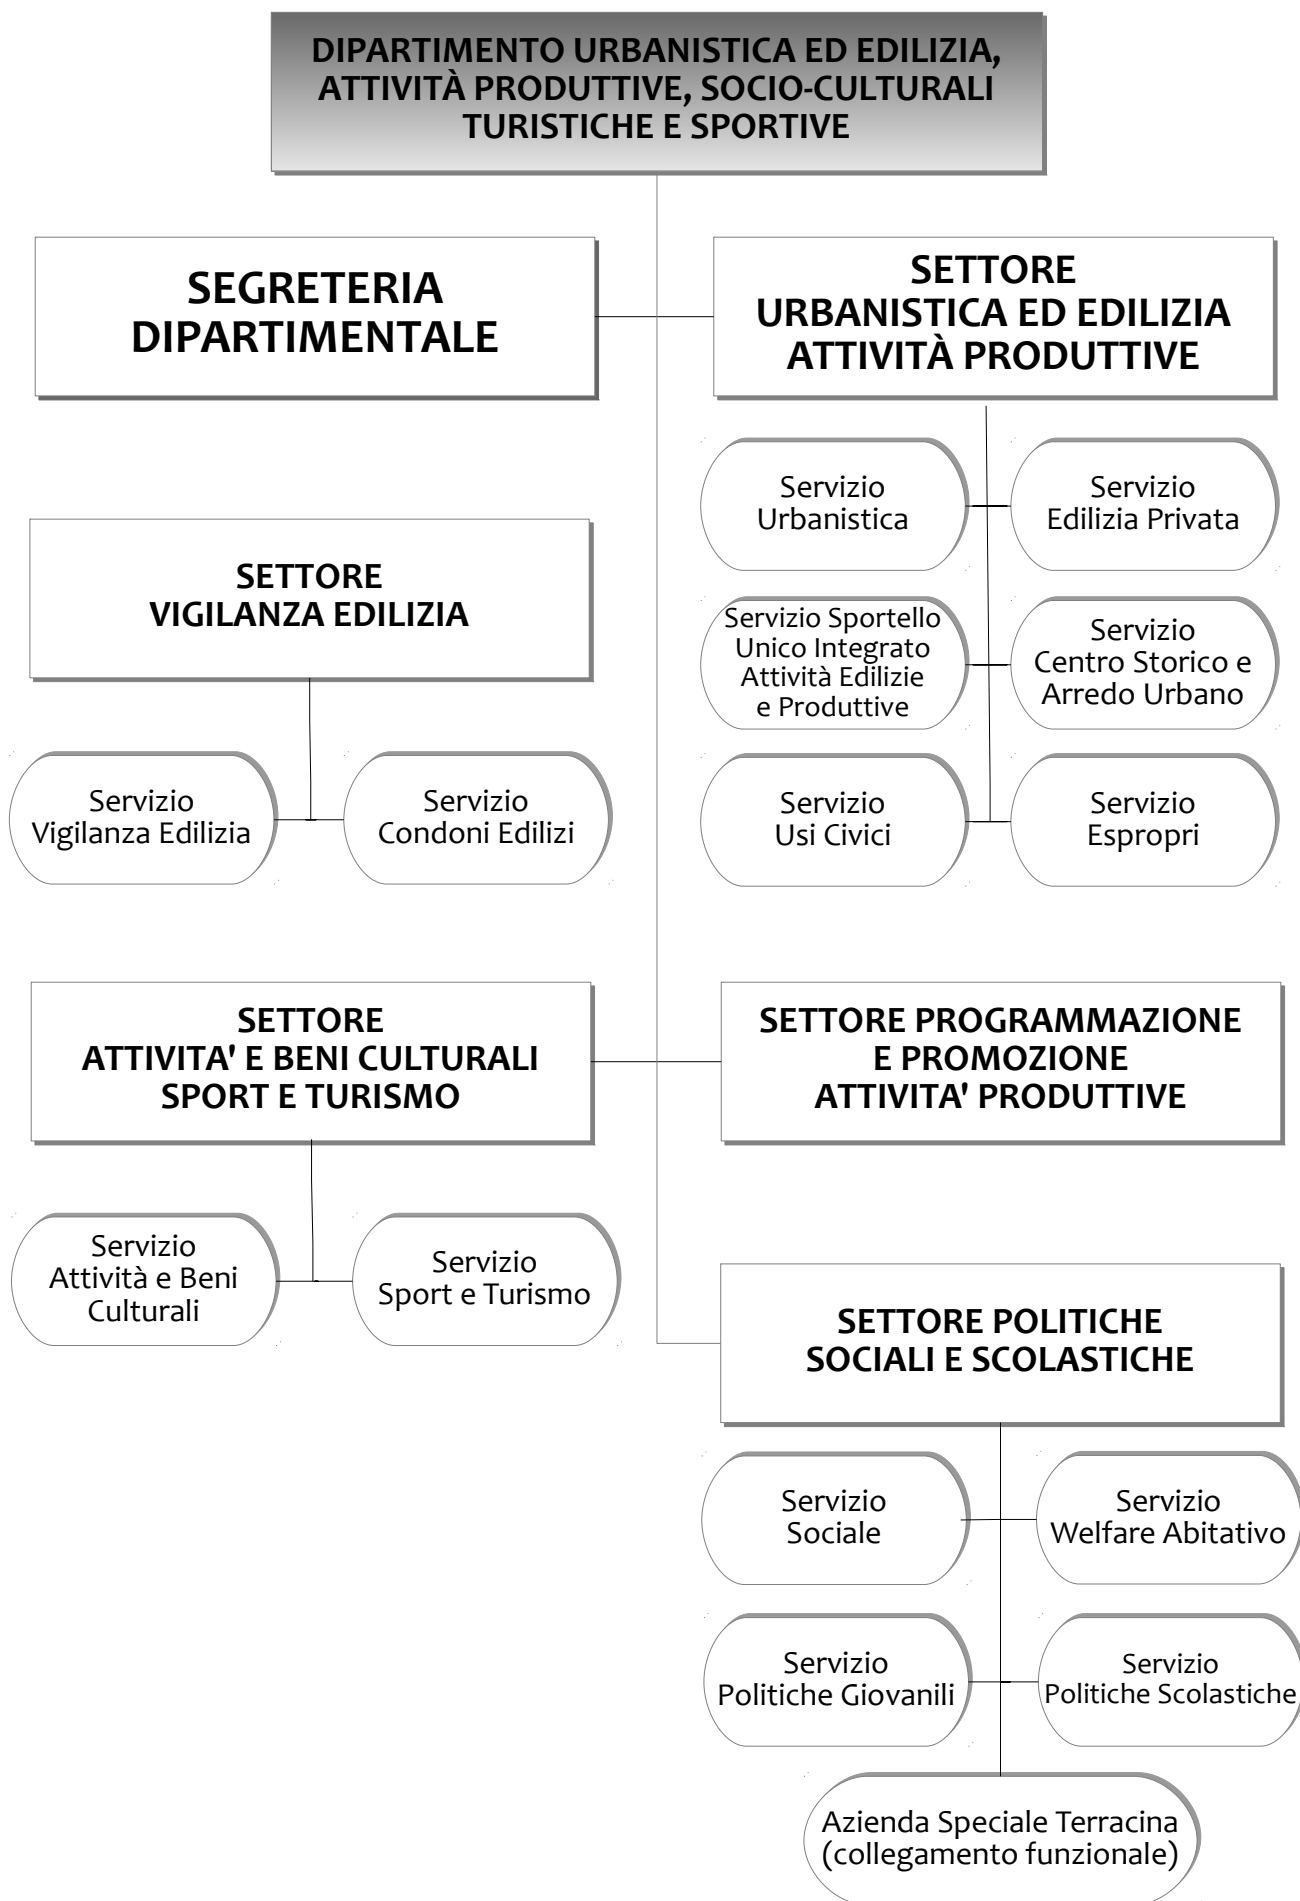 DIPARTIMENTO URBANISTICA ED EDILIZIA,
ATTIVITÀ PRODUTTIVE, SOCIO-CULTURALI
TURISTICHE E SPORTIVE
SEGRETERIA
DIPARTIMENTALE
SETTORE
URBANISTICA ED EDILIZIA
ATTIVITÀ PRODUTTIVE
Servizio
Urbanistica
Servizio
Edilizia Privata
SETTORE
VIGILANZA EDILIZIA
Servizio Sportello
Unico Integrato
Attività Edilizie
e Produttive
Servizio
Centro Storico e
Arredo Urbano
Servizio
Vigilanza Edilizia
Servizio
Condoni Edilizi
Servizio
Usi Civici
Servizio
Espropri
SETTORE
ATTIVITA' E BENI CULTURALI
SPORT E TURISMO
SETTORE PROGRAMMAZIONE
E PROMOZIONE
ATTIVITA' PRODUTTIVE
Servizio
Attività e Beni
Culturali
Servizio
Sport e Turismo
SETTORE POLITICHE
SOCIALI E SCOLASTICHE
Servizio
Sociale
Servizio
Welfare Abitativo
Servizio
Politiche Giovanili
Servizio
Politiche Scolastiche
Azienda Speciale Terracina
(collegamento funzionale)